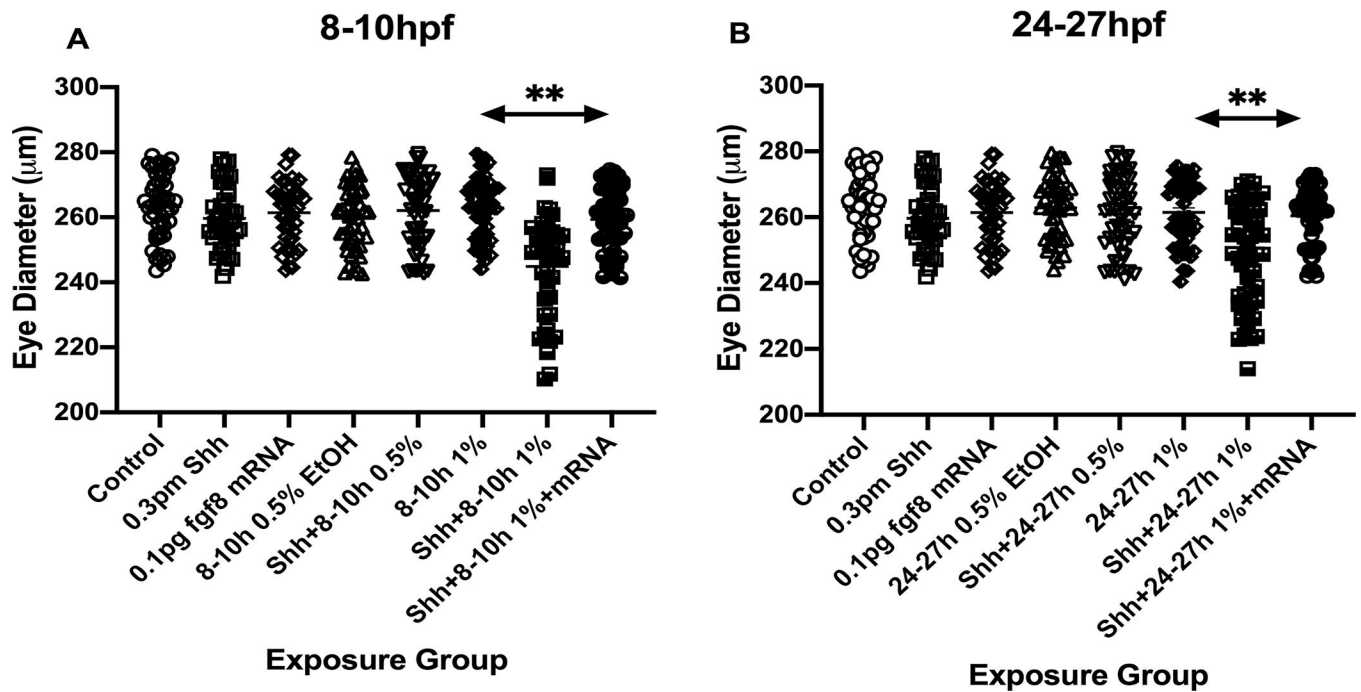 A
8-10hpf
**
Eye Diameter (μm)
300
280
260
240
220
200
Control
0.3pm Shh
0.1pg fgf8 mRNA
8-10h 0.5% EtOH
Shh+8-10h 0.5%
8-10h 1%
Shh+8-10h 1%
Shh+8-10h 1%+mRNA
Exposure Group
B
24-27hpf
**
Eye Diameter (μm)
300
280
260
240
220
200
Control
0.3pm Shh
0.1pg fgf8 mRNA
24-27h 0.5% EtOH
Shh+24-27h 0.5%
24-27h 1%
Shh+24-27h 1%
Shh+24-27h 1%+mRNA
Exposure Group